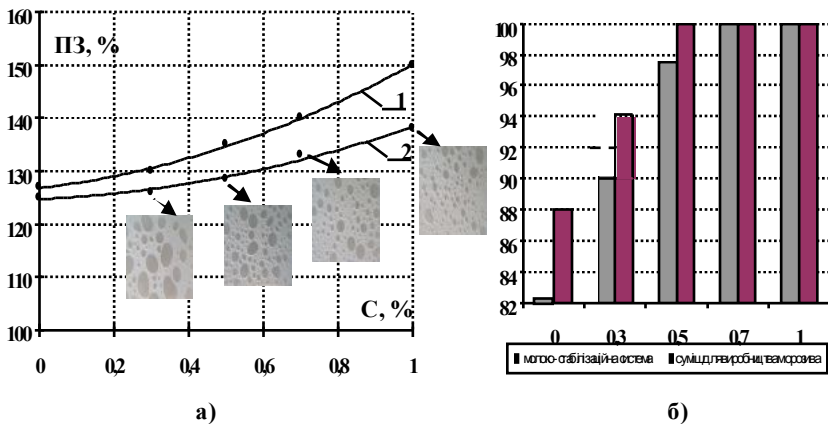 160
ПЗ, %
150
1
140
2
130
120
110
С, %
100
0 0,2 0,4 0,6 0,8 1
а)
100
98
96
94
92
90
88
86
84
82
0 0,3 0,5 0,7 1
молоко-стабілізаційна система суміш для виробництва морозива
б)